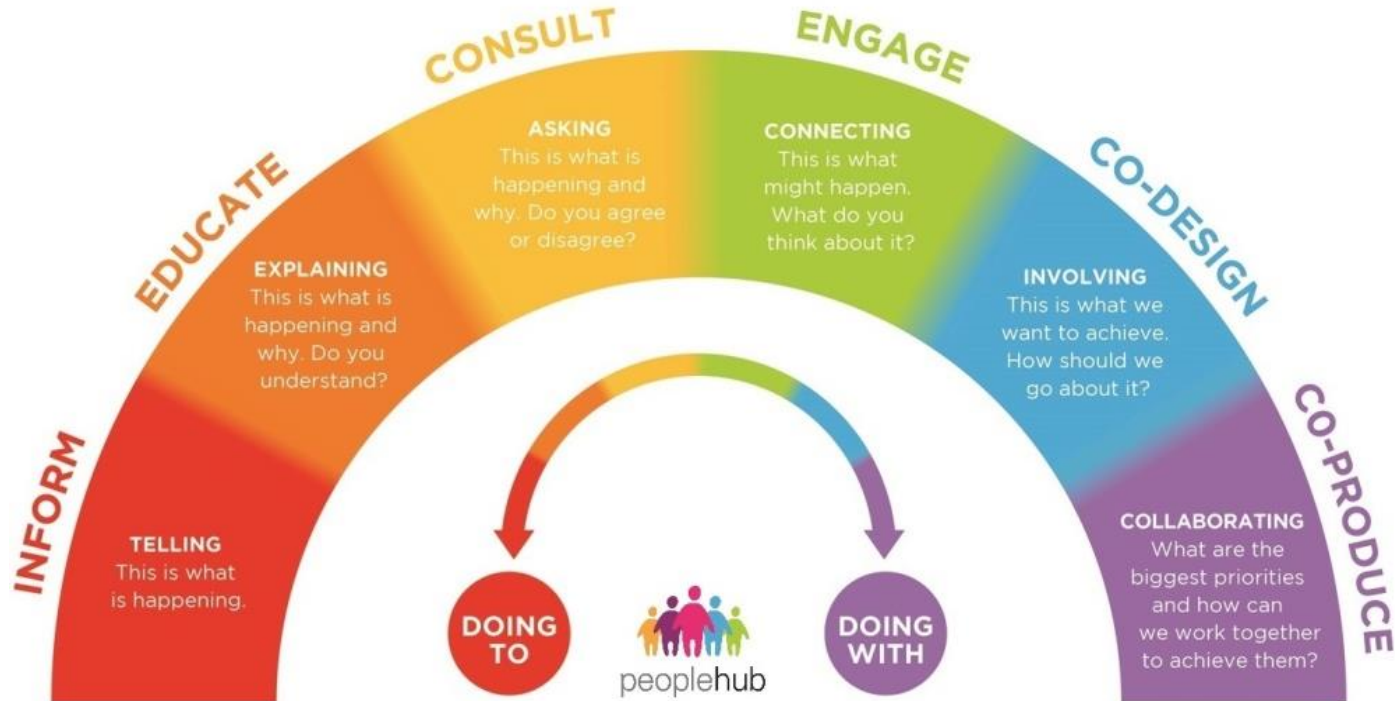 INFORM
TELLING
This is what
is happening.
EDUCATE
EXPLAINING
This is what is
happening and
why. Do you
understand?
CONSULT
ASKING
This is what is
happening and
why. Do you agree
or disagree?
ENGAGE
CONNECTING
This is what
might happen.
What do you
think about it?
CO-DESIGN
INVOLVING
This is what we
want to achieve.
How should we
go about it?
CO-PRODUCE
COLLABORATING
What are the
biggest priorities
and how can
we work together
to achieve them?
DOING
TO
peoplehub
DOING
WITH